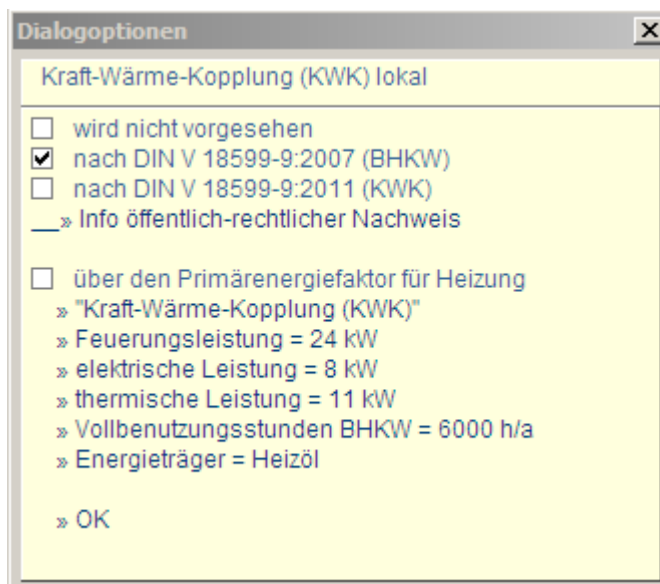 Dialogoptionen
Kraft-Wärme-Kopplung (KWK) lokal
wird nicht vorgesehen
nach DIN V 18599-9:2007 (BHKW)
nach DIN V 18599-9:2011 (KWK)
__» Info öffentlich-rechtlicher Nachweis
über den Primärenergiefaktor für Heizung
» "Kraft-Wärme-Kopplung (KWK)"
» Feuerungsleistung = 24 kW
» elektrische Leistung = 8 kW
» thermische Leistung = 11 kW
» Vollbenutzungsstunden BHKW = 6000 h/a
» Energieträger = Heizöl
» OK